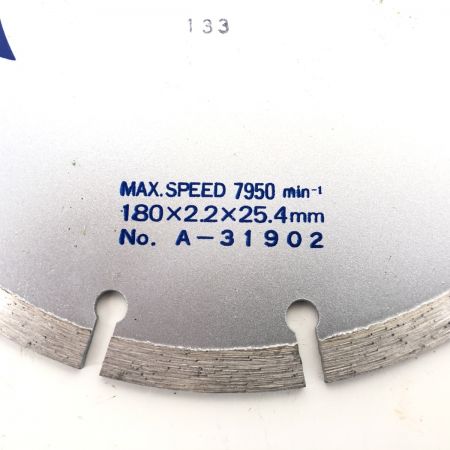 133
MAX.SPEED 7950 min⁻¹
180×2.2×25.4mm
No. A-31902